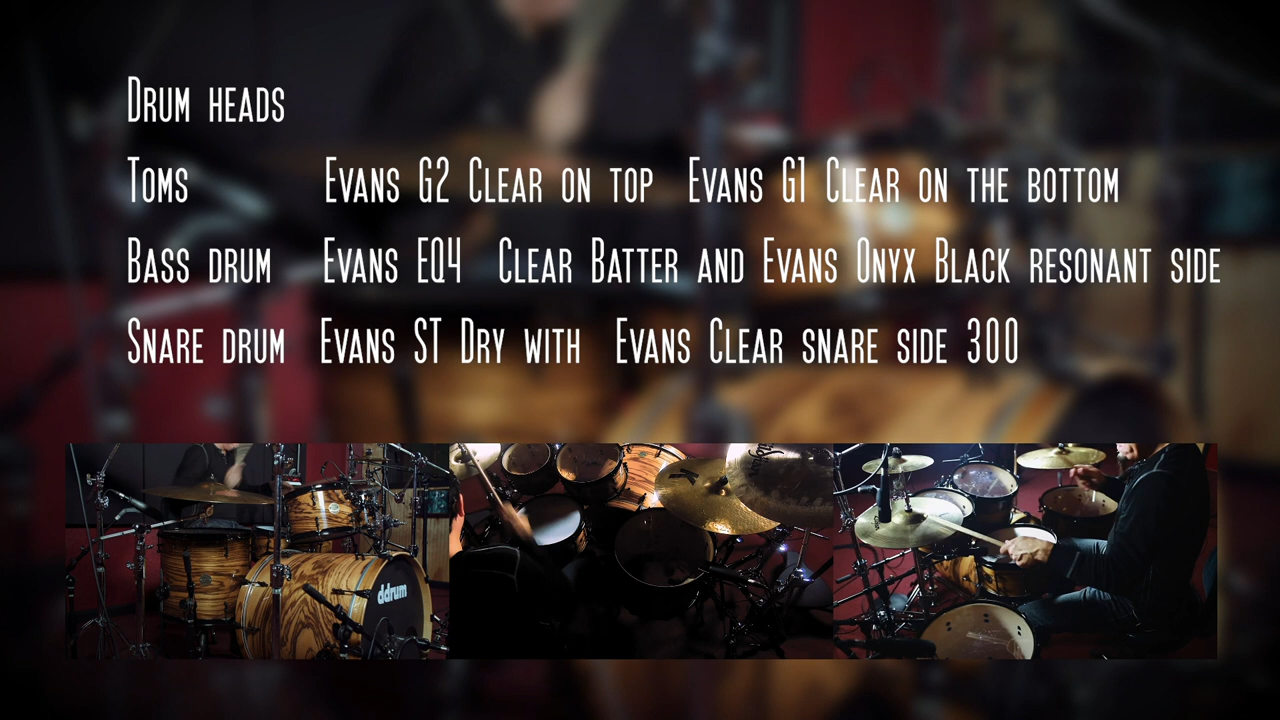 Drum heads
Toms Evans G2 Clear on top Evans G1 Clear on the bottom
Bass drum Evans EQ4 Clear Batter and Evans Onyx Black resonant side
Snare drum Evans ST Dry with Evans Clear snare side 300
ddrum